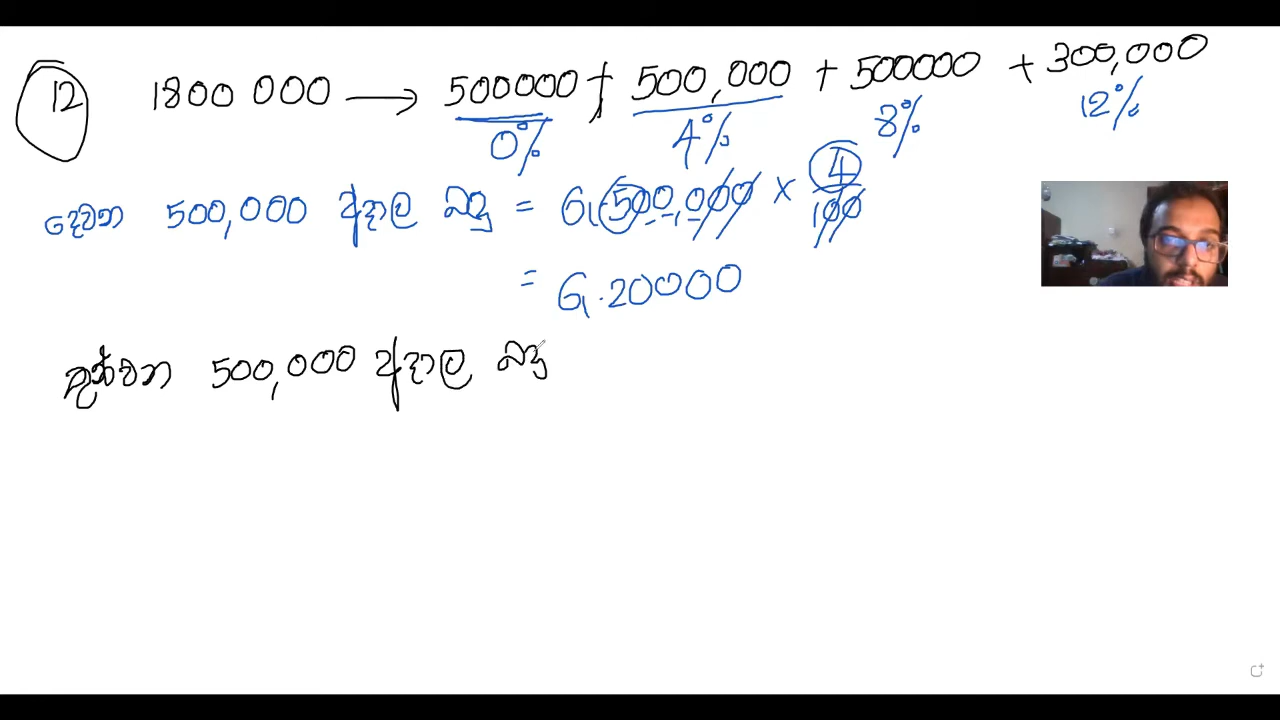 12 1800 000 → 500000 + 500,000 + 500000 + 300,000
0% 4% 8% 12%
දෙවන 500,000 අදාල බදු = රු 500,000 × 4/100
= රු.20000
තුන්වන 500,000 අදාල බදු